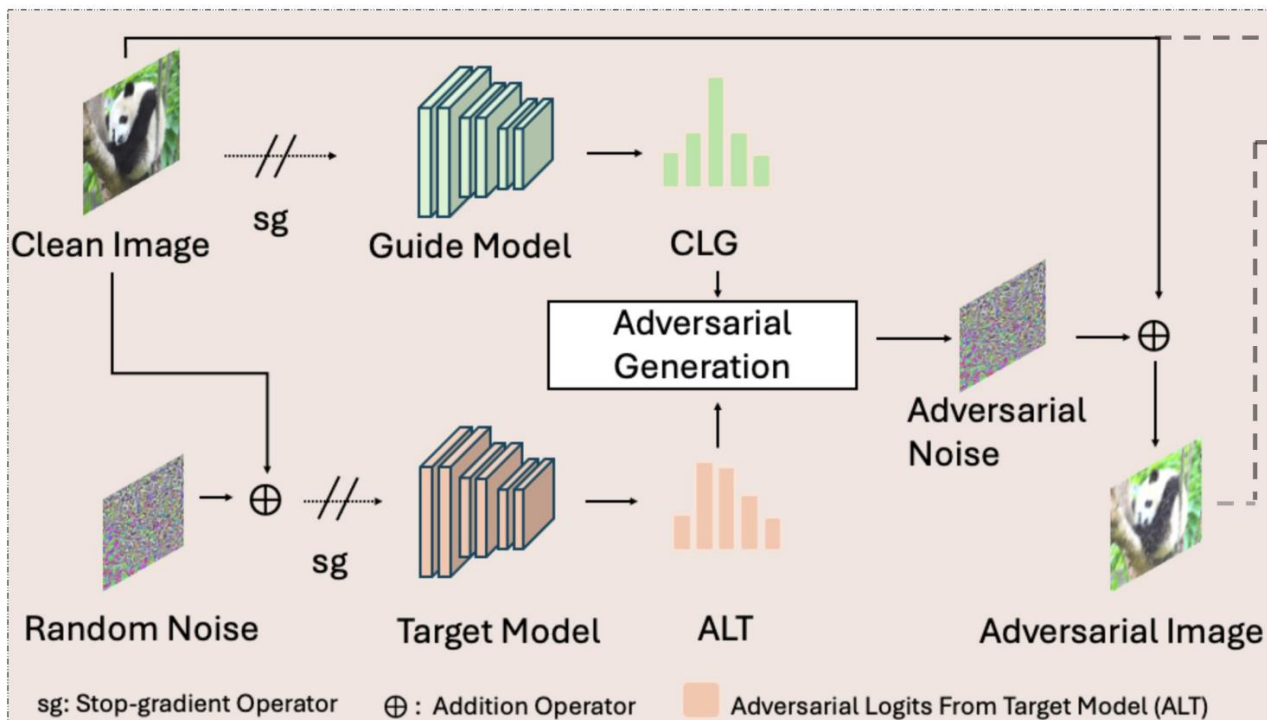 sg
Clean Image
Guide Model
CLG
Adversarial
Generation
Adversarial
Noise
sg
Random Noise
Target Model
ALT
Adversarial Image
sg: Stop-gradient Operator
⊕ : Addition Operator
Adversarial Logits From Target Model (ALT)